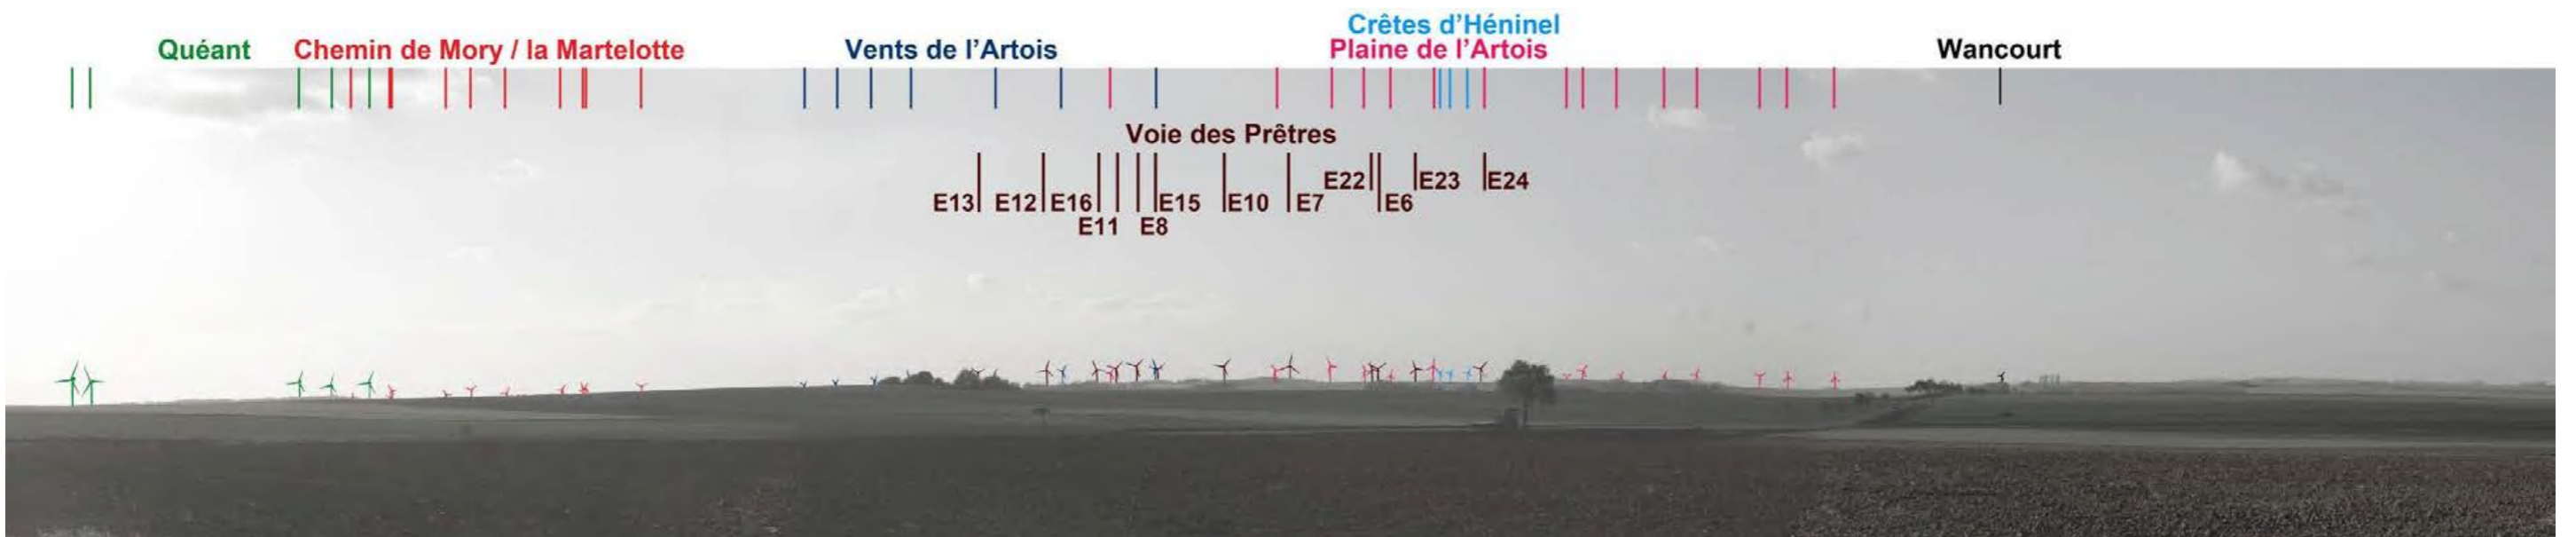 Crêtes d'Héninel
Quéant Chemin de Mory / la Martelotte Vents de l'Artois Plaine de l'Artois Wancourt
Voie des Prêtres
E22 E23 E24
E13 E12 E16 E15 E10 E7 E6
E11 E8